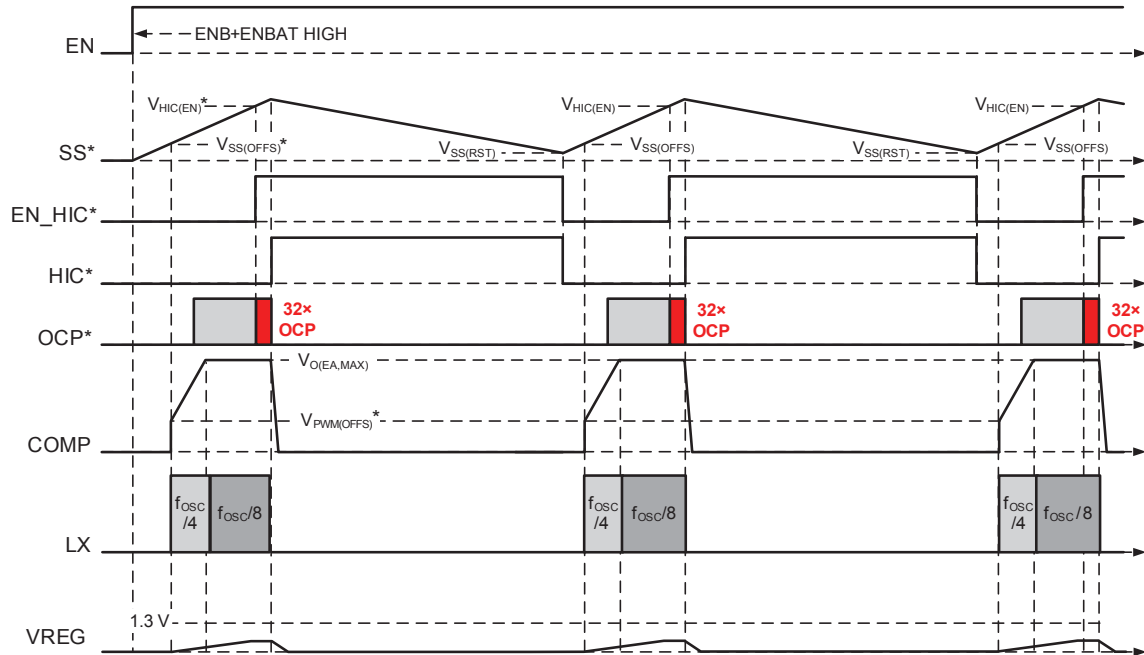 EN
ENB+ENBAT HIGH
SS*
VHIC(EN)*
VSS(OFFS)*
VSS(RST)
VHIC(EN)
VSS(OFFS)
VSS(RST)
VHIC(EN)
VSS(OFFS)
EN_HIC*
HIC*
OCP*
32×
OCP
32×
OCP
32×
OCP
COMP
VO(EA,MAX)
VPWM(OFFS)*
LX
fOSC
/4
fOSC/8
fOSC
/4
fOSC/8
fOSC
/4
fOSC/8
VREG
1.3 V